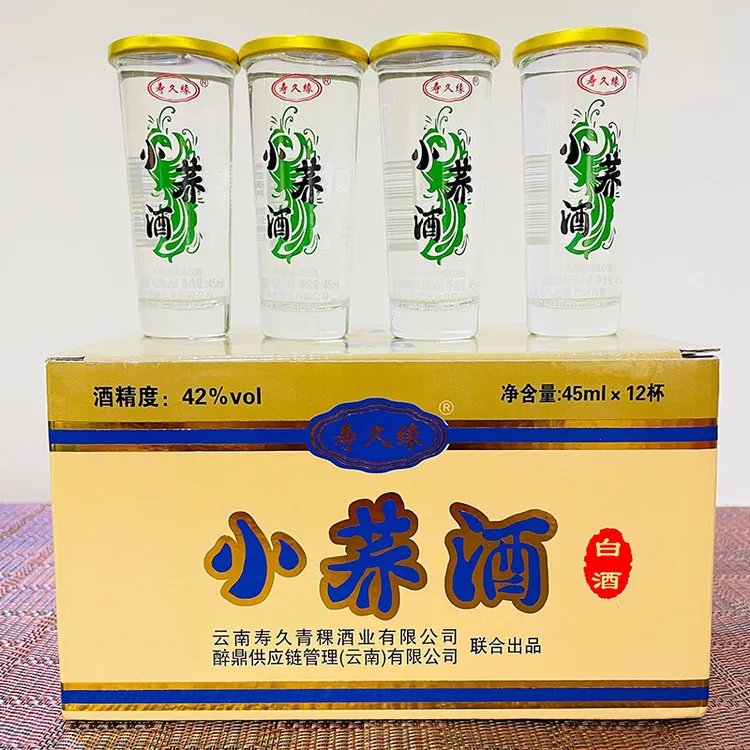 寿久缘®
小荞酒
寿久缘®
小荞酒
寿久缘®
小荞酒
寿久缘®
小荞酒
酒精度：42%vol
净含量:45ml x 12杯
寿久缘®
小荞酒
白酒
云南寿久青稞酒业有限公司
醉鼎供应链管理(云南)有限公司
联合出品